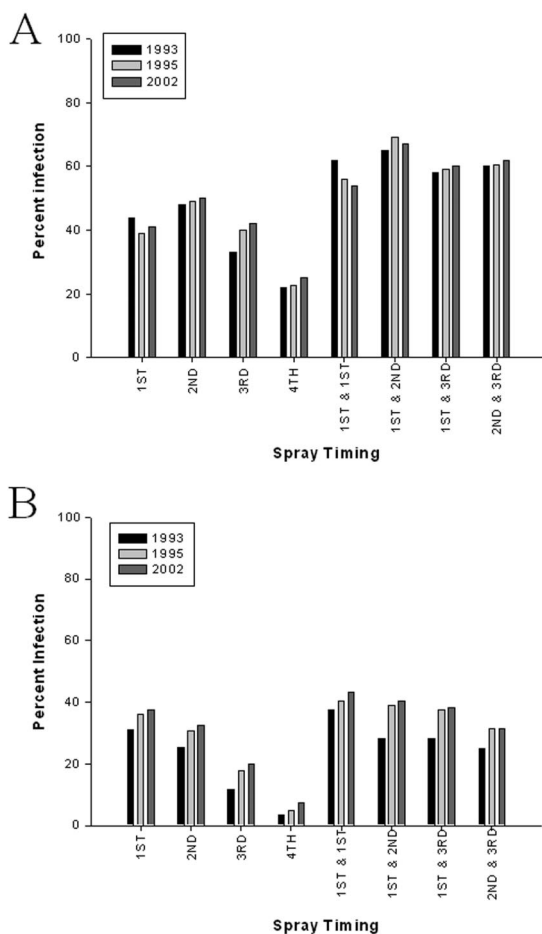 A
100
80
60
40
20
0
Percent infection
1993
1995
2002
1ST
2ND
3RD
4TH
1ST & 1ST
1ST & 2ND
1ST & 3RD
2ND & 3RD
Spray Timing
B
100
80
60
40
20
0
Percent Infection
1993
1995
2002
1ST
2ND
3RD
4TH
1ST & 1ST
1ST & 2ND
1ST & 3RD
2ND & 3RD
Spray Timing